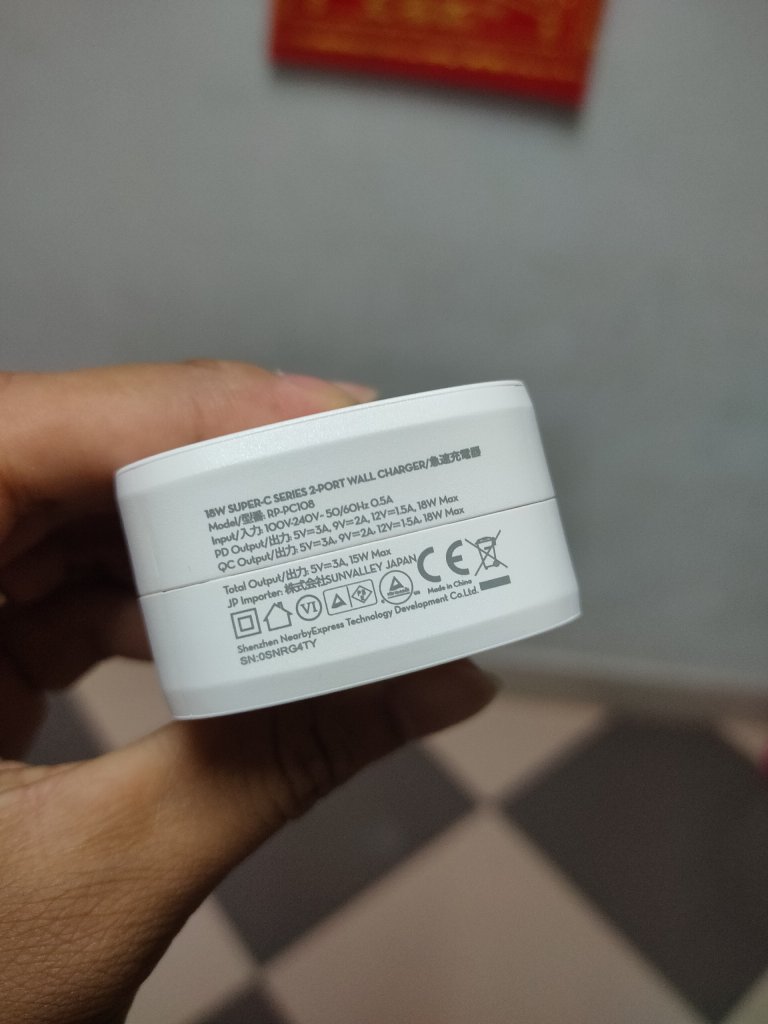 18W SUPER-C SERIES 2-PORT WALL CHARGER/急速充電器
Model/型番: RP-PC108
Input/入力: 100V-240V~ 50/60Hz 0.5A
PD Output/出力: 5V⎓3A, 9V⎓2A, 12V⎓1.5A, 18W Max
QC Output/出力: 5V⎓3A, 9V⎓2A, 12V⎓1.5A, 18W Max
Total Output/出力: 5V⎓3A, 15W Max
JP Importer: 株式会社SUNVALLEY JAPAN
CE
Made in China
VI
Shenzhen NearbyExpress Technology Development Co.Ltd.
SN:0SNRG4TY